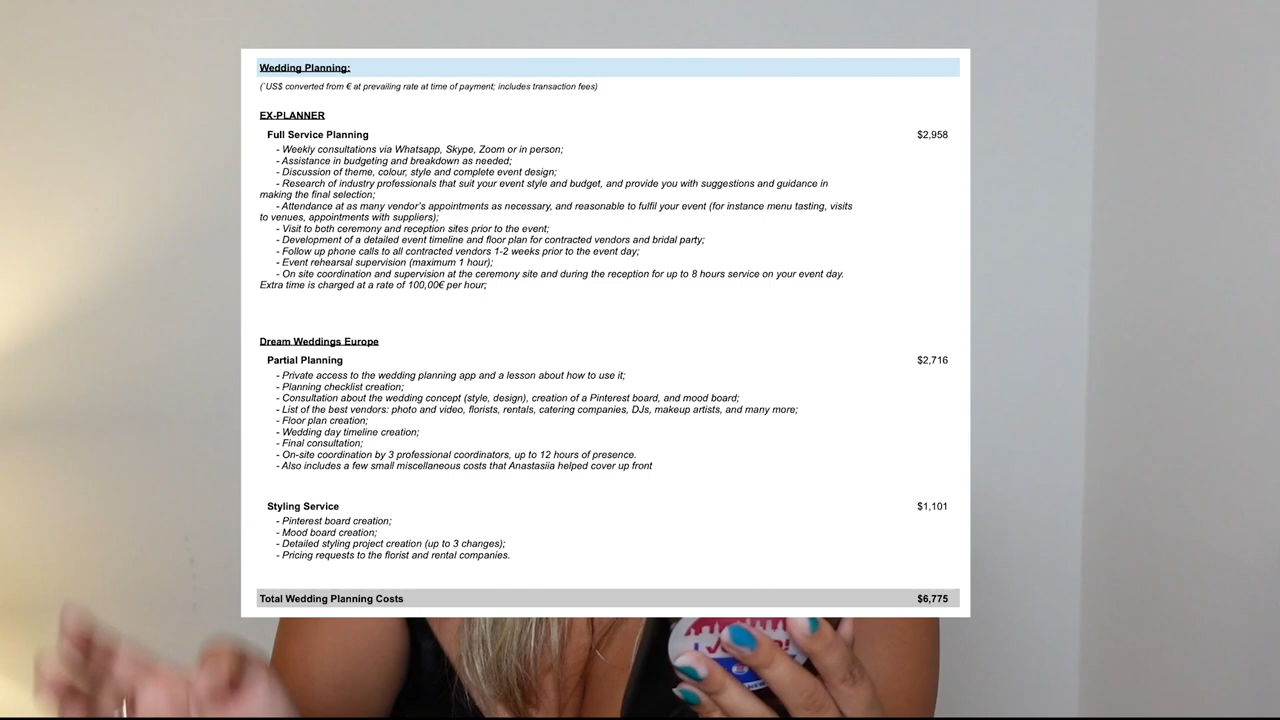 Wedding Planning:
(*US$ converted from € at prevailing rate at time of payment; includes transaction fees)
EX-PLANNER
Full Service Planning $2,958
- Weekly consultations via Whatsapp, Skype, Zoom or in person;
- Assistance in budgeting and breakdown as needed;
- Discussion of theme, colour, style and complete event design;
- Research of industry professionals that suit your event style and budget, and provide you with suggestions and guidance in
making the final selection;
- Attendance at as many vendor's appointments as necessary, and reasonable to fulfil your event (for instance menu tasting, visits
to venues, appointments with suppliers);
- Visit to both ceremony and reception sites prior to the event;
- Development of a detailed event timeline and floor plan for contracted vendors and bridal party;
- Follow up phone calls to all contracted vendors 1-2 weeks prior to the event day;
- Event rehearsal supervision (maximum 1 hour);
- On site coordination and supervision at the ceremony site and during the reception for up to 8 hours service on your event day.
Extra time is charged at a rate of 100,00€ per hour;
Dream Weddings Europe
Partial Planning $2,716
- Private access to the wedding planning app and a lesson about how to use it;
- Planning checklist creation;
- Consultation about the wedding concept (style, design), creation of a Pinterest board, and mood board;
- List of the best vendors: photo and video, florists, rentals, catering companies, DJs, makeup artists, and many more;
- Floor plan creation;
- Wedding day timeline creation;
- Final consultation;
- On-site coordination by 3 professional coordinators, up to 12 hours of presence.
- Also includes a few small miscellaneous costs that Anastasiia helped cover up front
Styling Service $1,101
- Pinterest board creation;
- Mood board creation;
- Detailed styling project creation (up to 3 changes);
- Pricing requests to the florist and rental companies.
Total Wedding Planning Costs $6,775